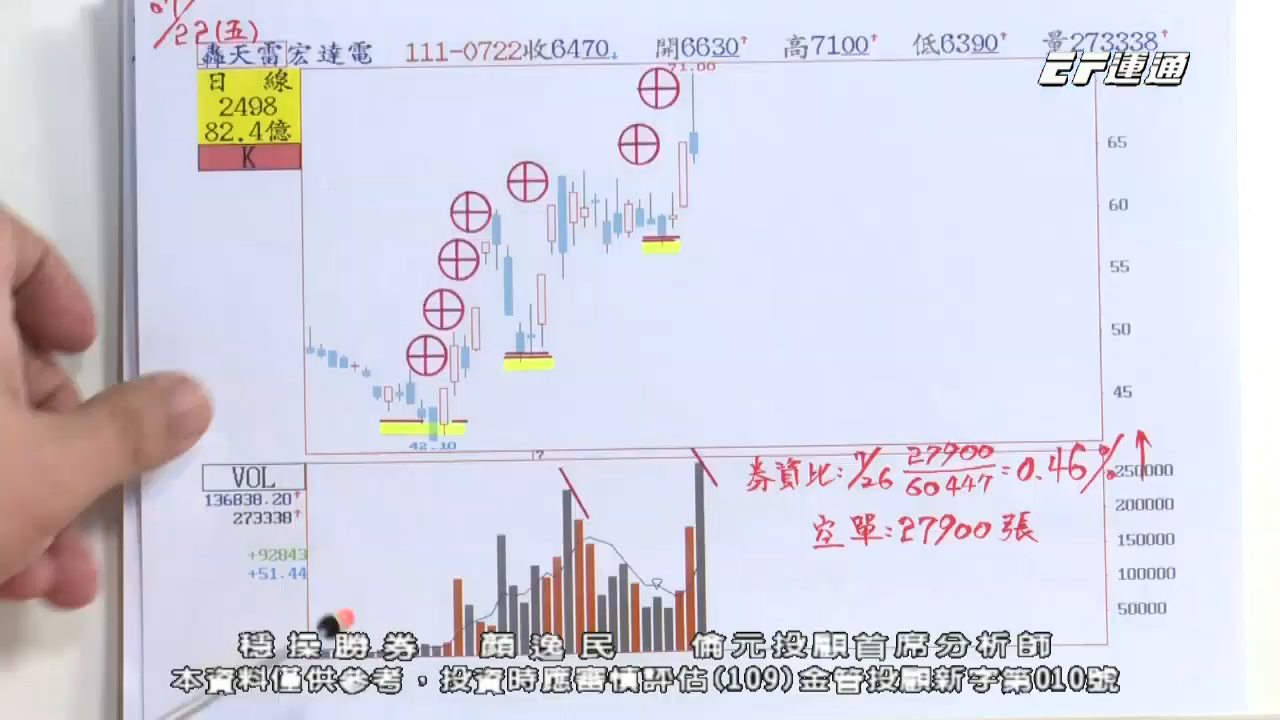 07/22(五)
轟天雷宏達電 111-0722收6470↓ 開6630↑ 高7100↑ 低6390↑ 量273338↑
EF運通
日線
2498
82.4億
K
71.00
65
60
55
50
45
42.10
7
VOL
136838.20↑
273338↑
+92843
+51.44
券資比:7/26 27900/60447=0.46%↑
空單:27900張
250000
200000
150000
100000
50000
穩操勝券 顏逸民 倫元投顧首席分析師
本資料僅供參考，投資時應審慎評估(109)金管投顧新字第010號